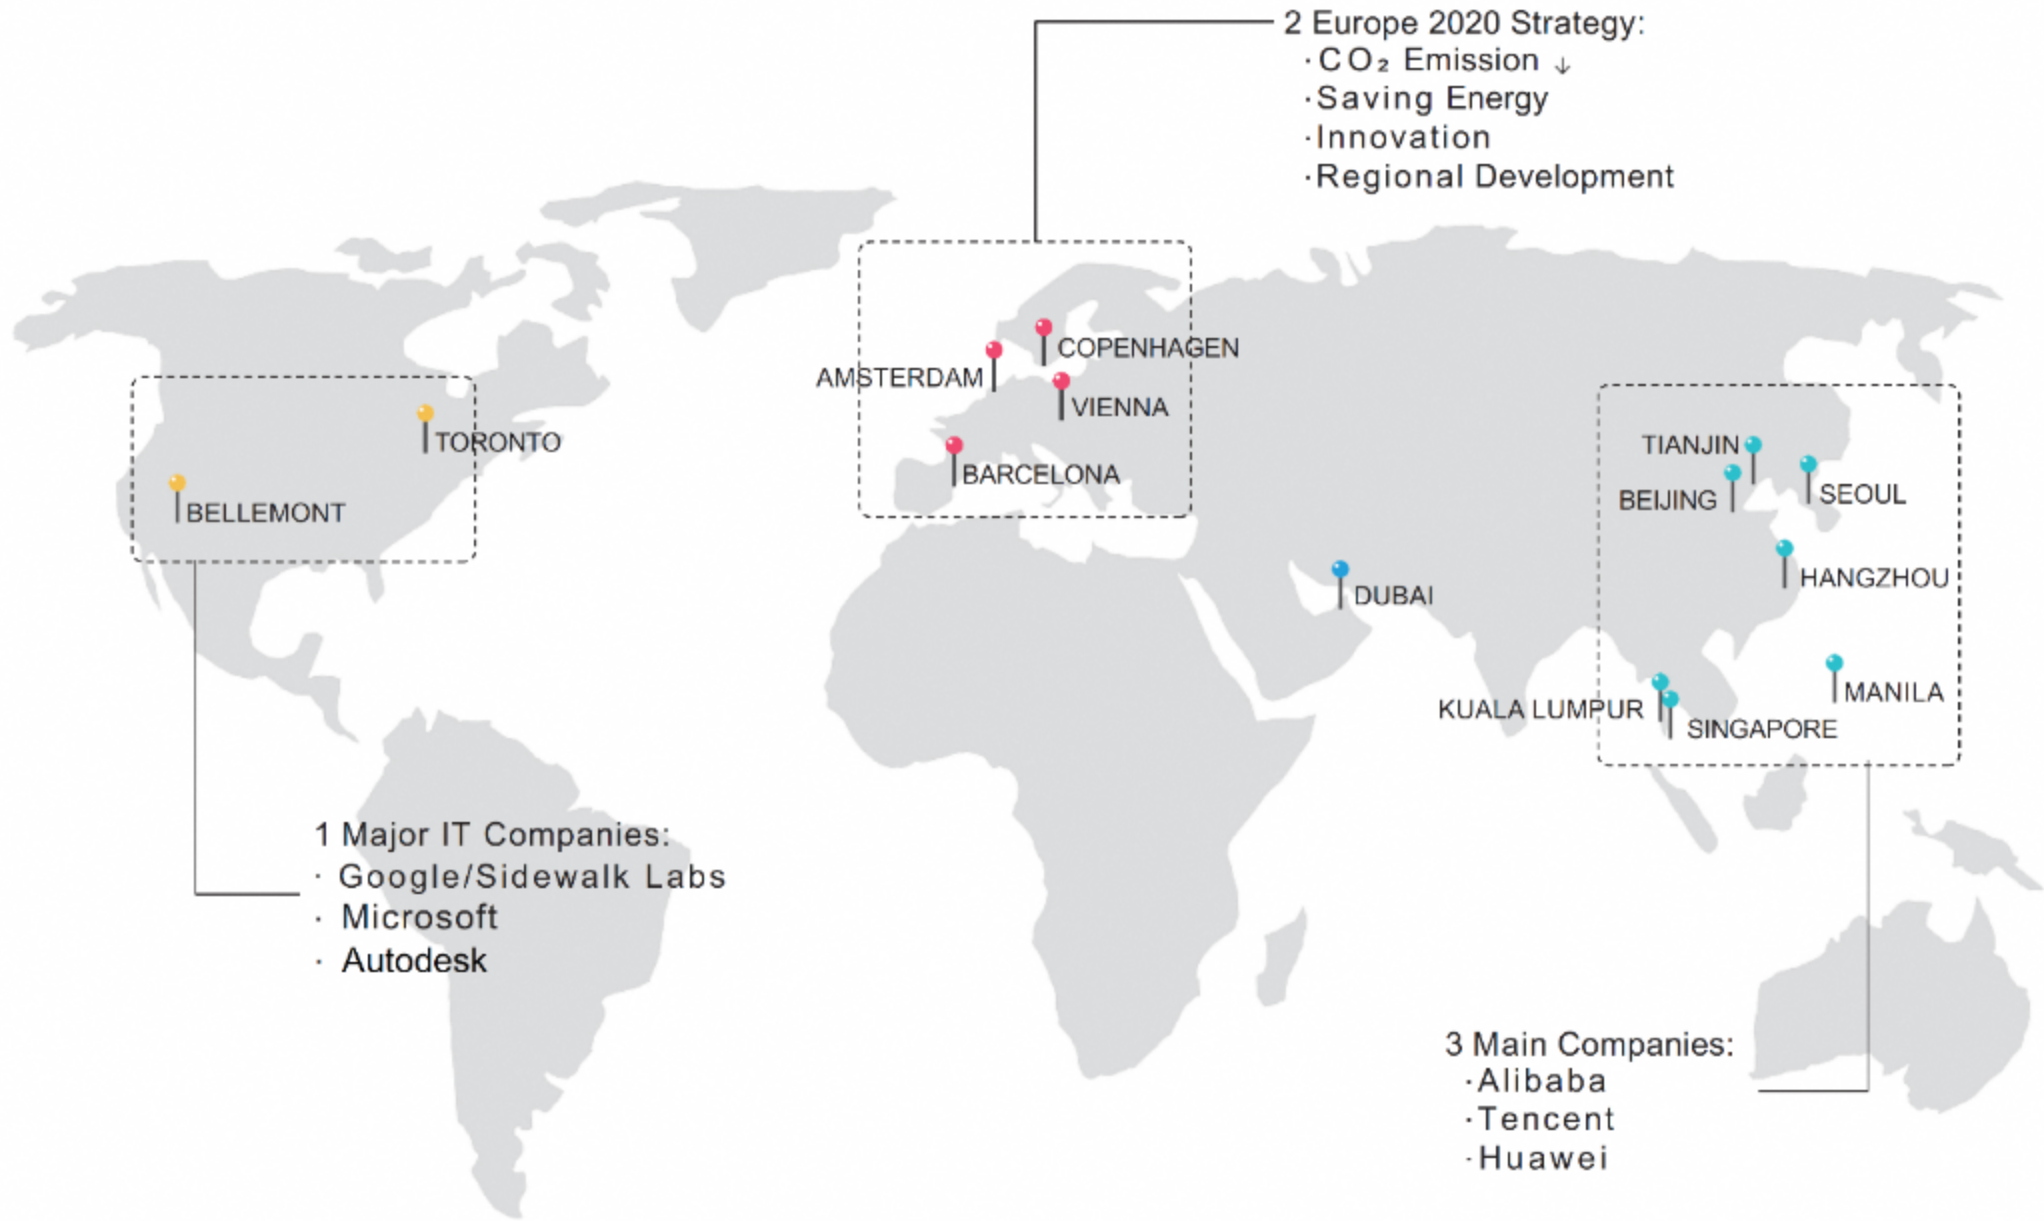 2 Europe 2020 Strategy:
·CO₂ Emission ↓
·Saving Energy
·Innovation
·Regional Development
COPENHAGEN
AMSTERDAM
VIENNA
BARCELONA
TORONTO
BELLEMONT
TIANJIN
BEIJING
SEOUL
HANGZHOU
DUBAI
MANILA
KUALA LUMPUR
SINGAPORE
1 Major IT Companies:
· Google/Sidewalk Labs
· Microsoft
· Autodesk
3 Main Companies:
·Alibaba
·Tencent
·Huawei